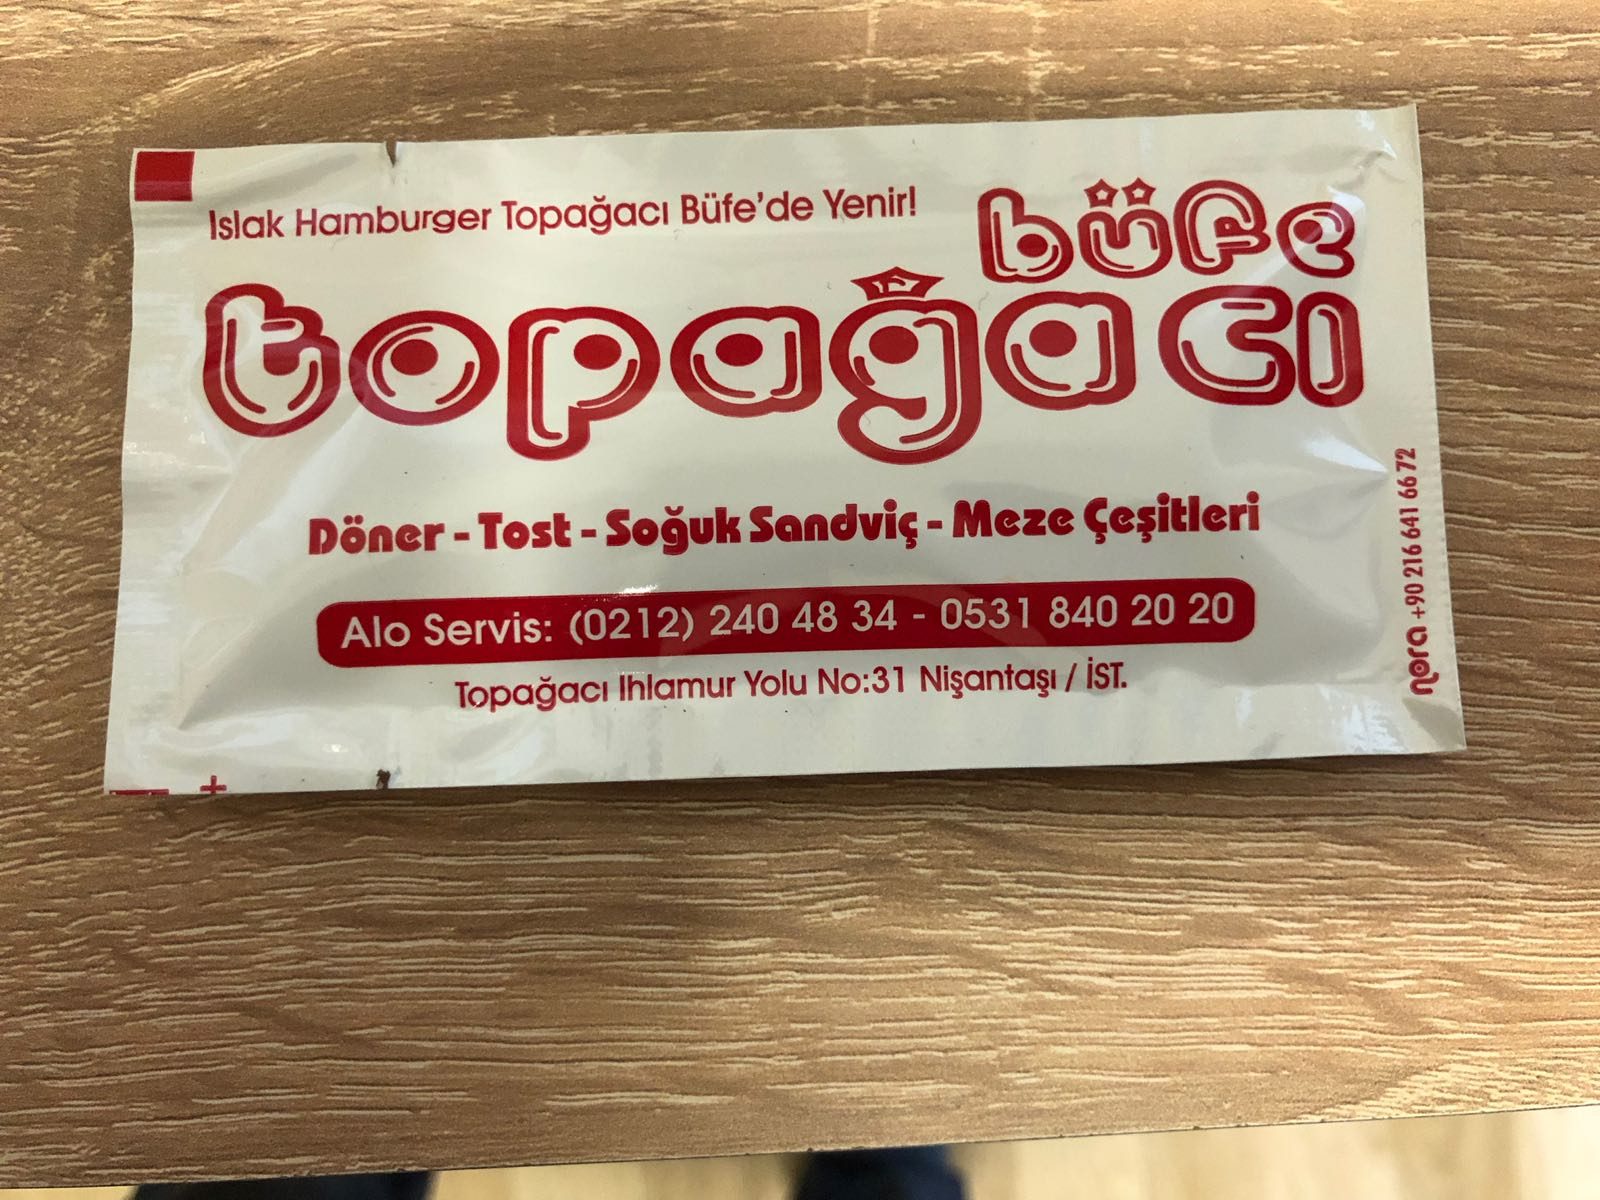 Islak Hamburger Topağacı Büfe'de Yenir!
büfe
topağacı
Döner - Tost - Soğuk Sandviç - Meze Çeşitleri
Alo Servis: (0212) 240 48 34 - 0531 840 20 20
Topağacı Ihlamur Yolu No:31 Nişantaşı / İST.
nora +90 216 641 66 72